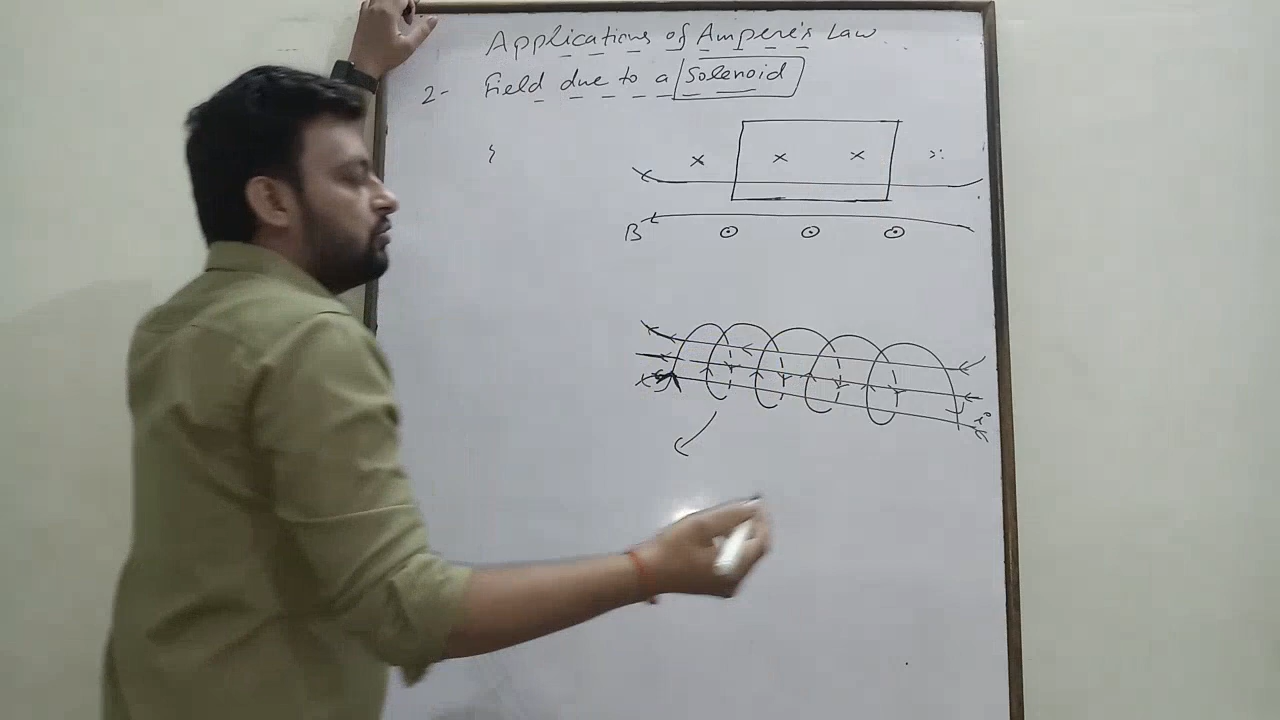 Applications of Ampere's Law
2- Field due to a Solenoid
B
i